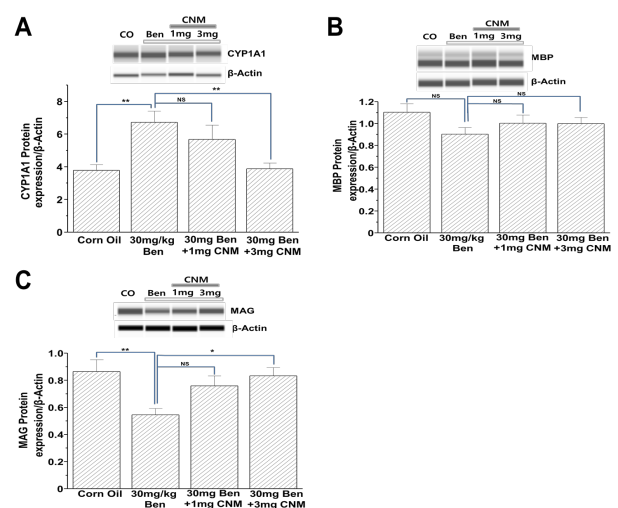 A
CNM
CO Ben 1mg 3mg
CYP1A1
β-Actin
**
**
NS
CYP1A1 Protein
expression/β-Actin
8
6
4
2
0
Corn Oil
30mg/kg
Ben
30mg Ben
+1mg CNM
30mg Ben
+3mg CNM
B
CNM
CO Ben 1mg 3mg
MBP
β-Actin
NS
NS
NS
MBP Protein
expression/β-Actin
1.2
1.0
0.8
0.6
0.4
0.2
0
Corn Oil
30mg/kg
Ben
30mg Ben
+1mg CNM
30mg Ben
+3mg CNM
C
CNM
CO Ben 1mg 3mg
MAG
β-Actin
**
*
NS
MAG Protein
expression/β-Actin
1.0
0.8
0.6
0.4
0.2
0
Corn Oil
30mg/kg
Ben
30mg Ben
+1mg CNM
30mg Ben
+3mg CNM